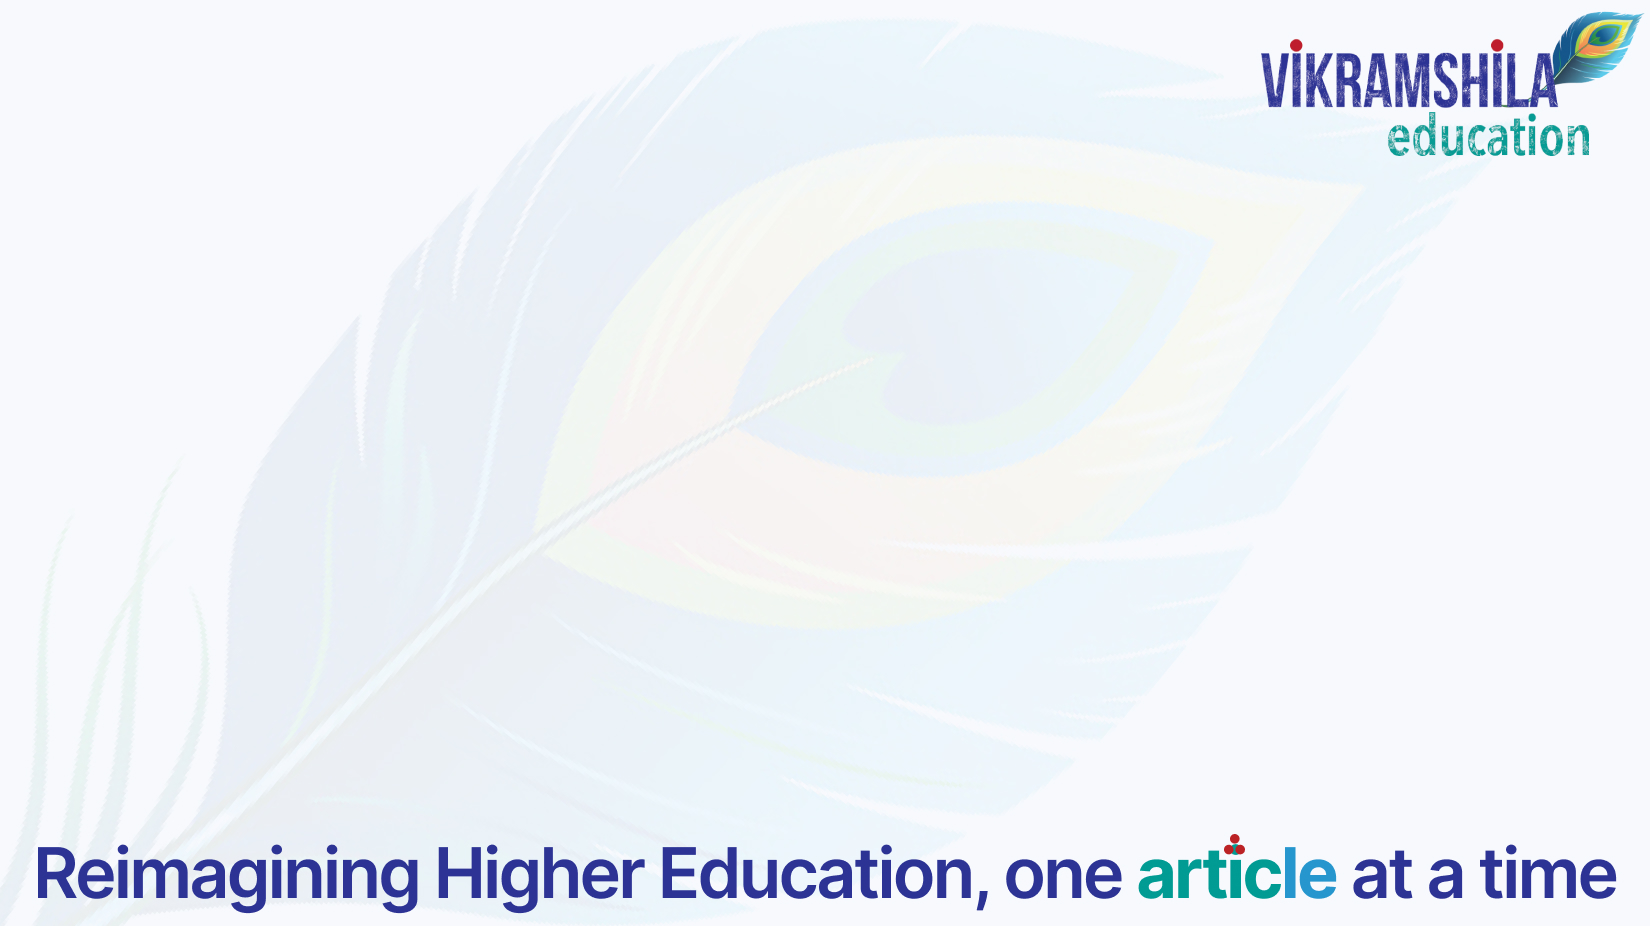 VIKRAMSHILA
education
Reimagining Higher Education, one article at a time